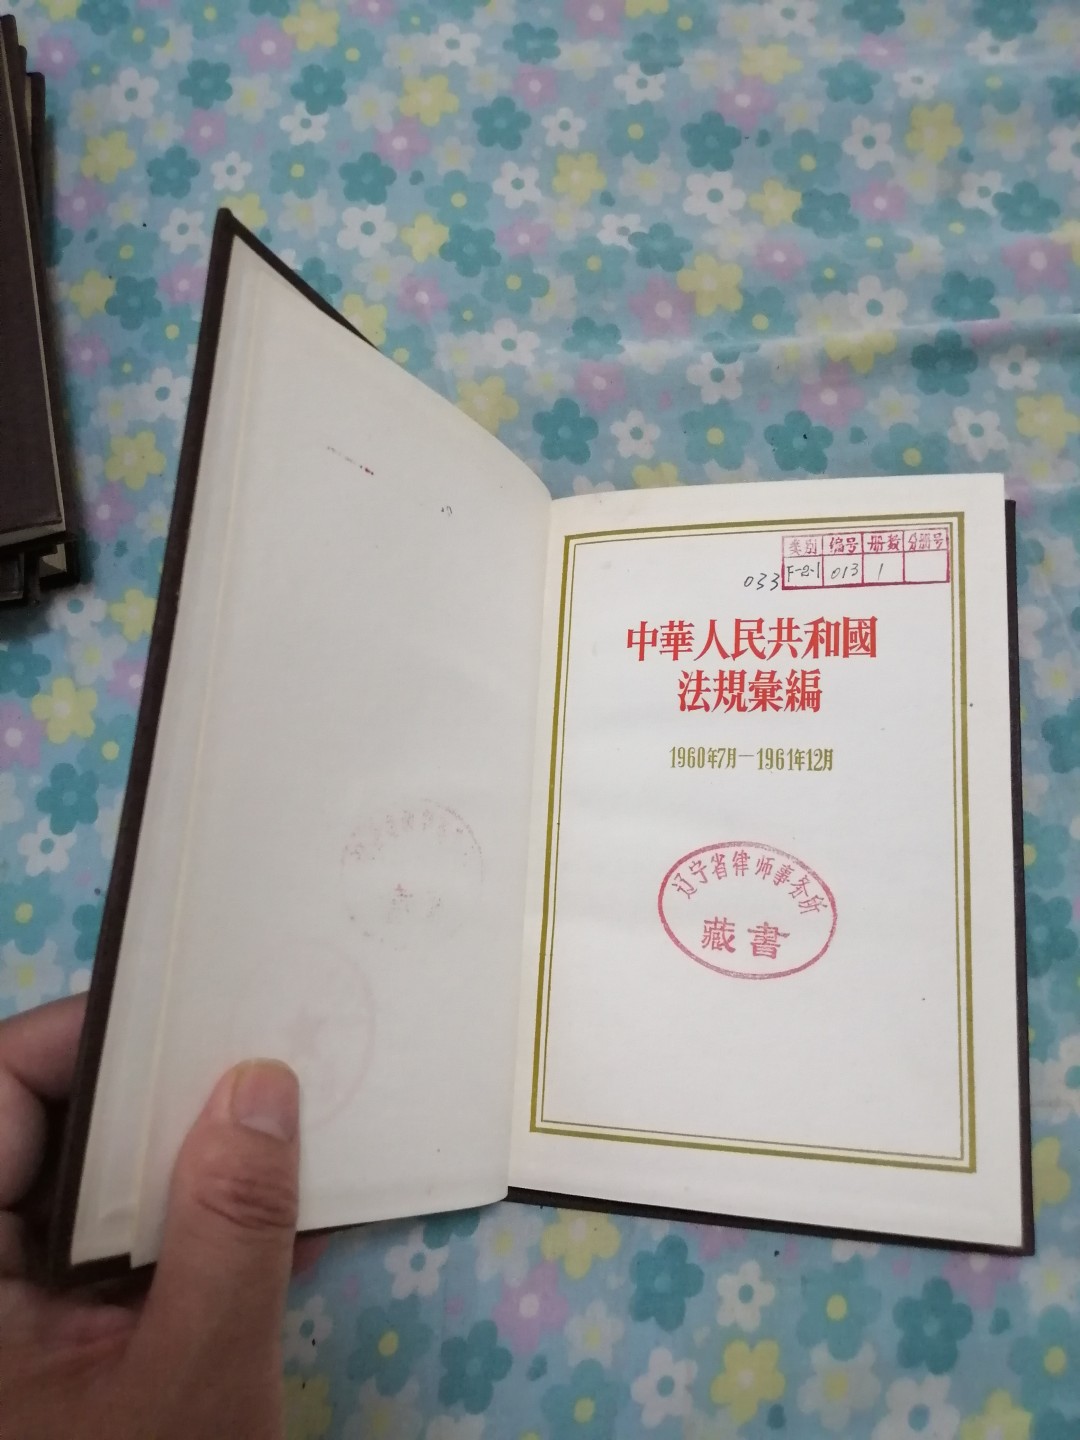 类别 编号 册数 分册号
033 F-2-1 013 1
中華人民共和國
法規彙編
1960年7月—1961年12月
辽宁省律师事务所
藏書